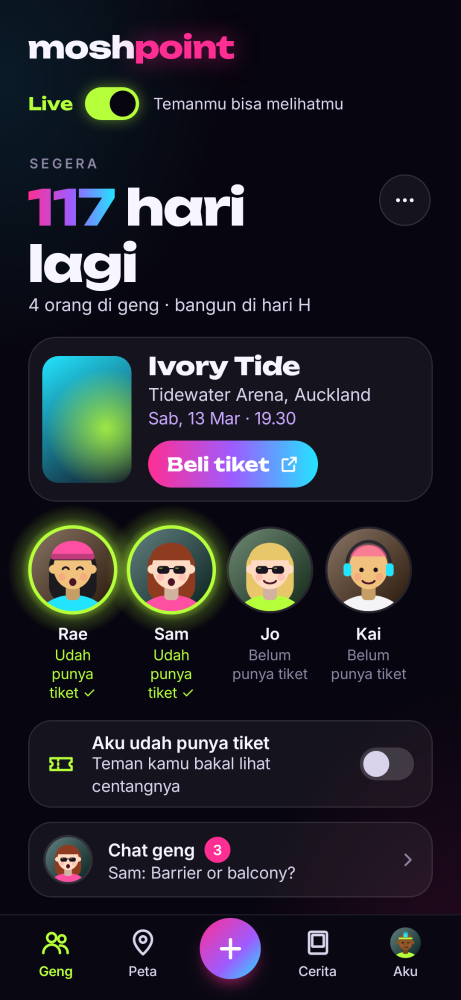 moshpoint
Live
Temanmu bisa melihatmu
SEGERA
117 hari
lagi
4 orang di geng · bangun di hari H
Ivory Tide
Tidewater Arena, Auckland
Sab, 13 Mar · 19.30
Beli tiket
Rae
Udah
punya
tiket ✓
Sam
Udah
punya
tiket ✓
Jo
Belum
punya tiket
Kai
Belum
punya tiket
Aku udah punya tiket
Teman kamu bakal lihat
centangnya
Chat geng 3
Sam: Barrier or balcony?
Geng
Peta
Cerita
Aku